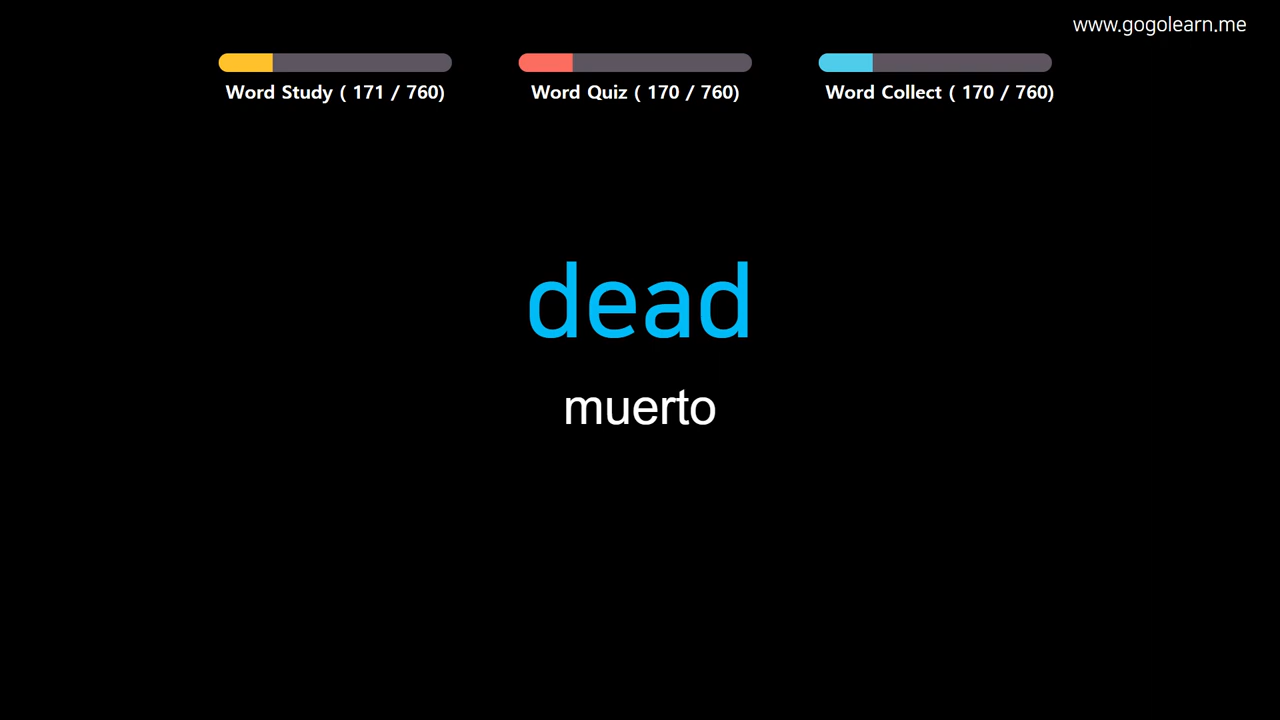 www.gogolearn.me
Word Study ( 171 / 760)
Word Quiz ( 170 / 760)
Word Collect ( 170 / 760)
dead
muerto